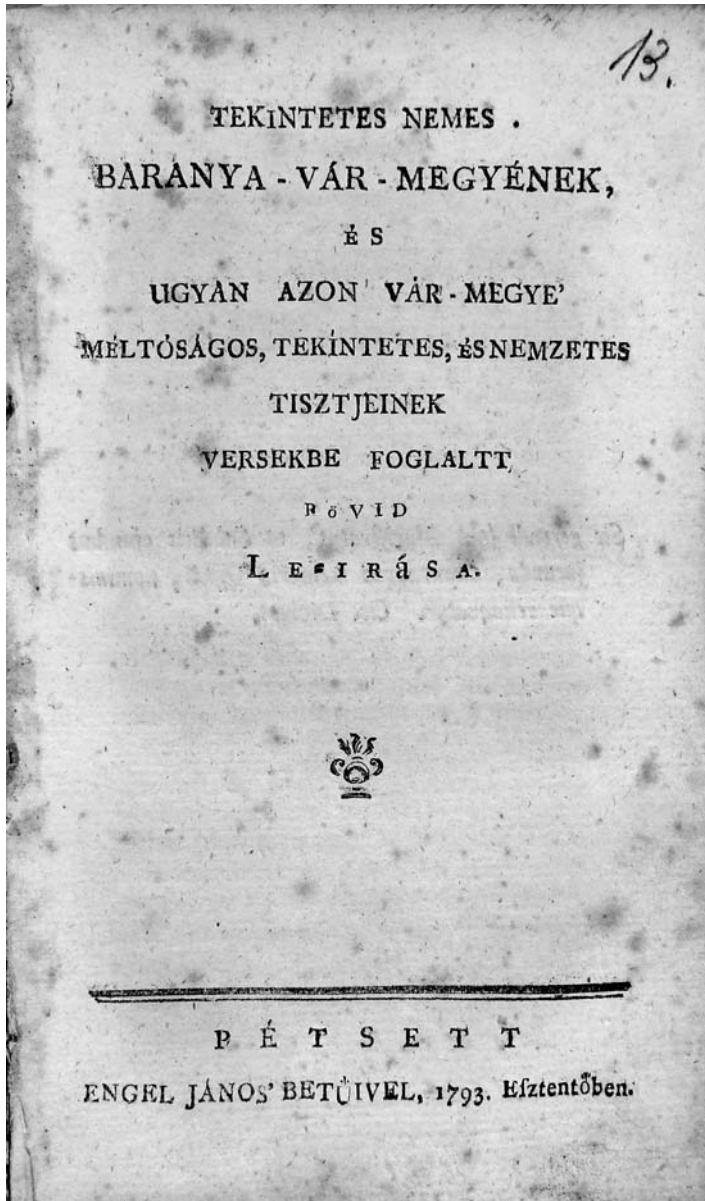 13.
TEKINTETES NEMES .
BARANYA - VÁR - MEGYÉNEK,
ÉS
UGYAN AZON VÁR - MEGYE’
MÉLTÓSÁGOS, TEKÍNTETES, ÉS NEMZETES
TISZTJEINEK
VERSEKBE FOGLALTT
RöVID
LE-IRáSA.
PÉTSETT
ENGEL JÁNOS’ BETŰIVEL, 1793. Eſztentőben.